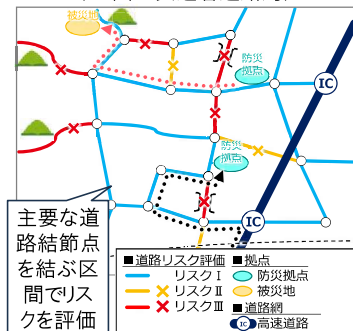 被災地
防災
拠点
IC
防災
拠点
IC
主要な道
路結節点
を結ぶ区
間でリス
クを評価
■道路リスク評価
リスクⅠ
リスクⅡ
リスクⅢ
■拠点
防災拠点
被災地
■道路網
IC 高速道路